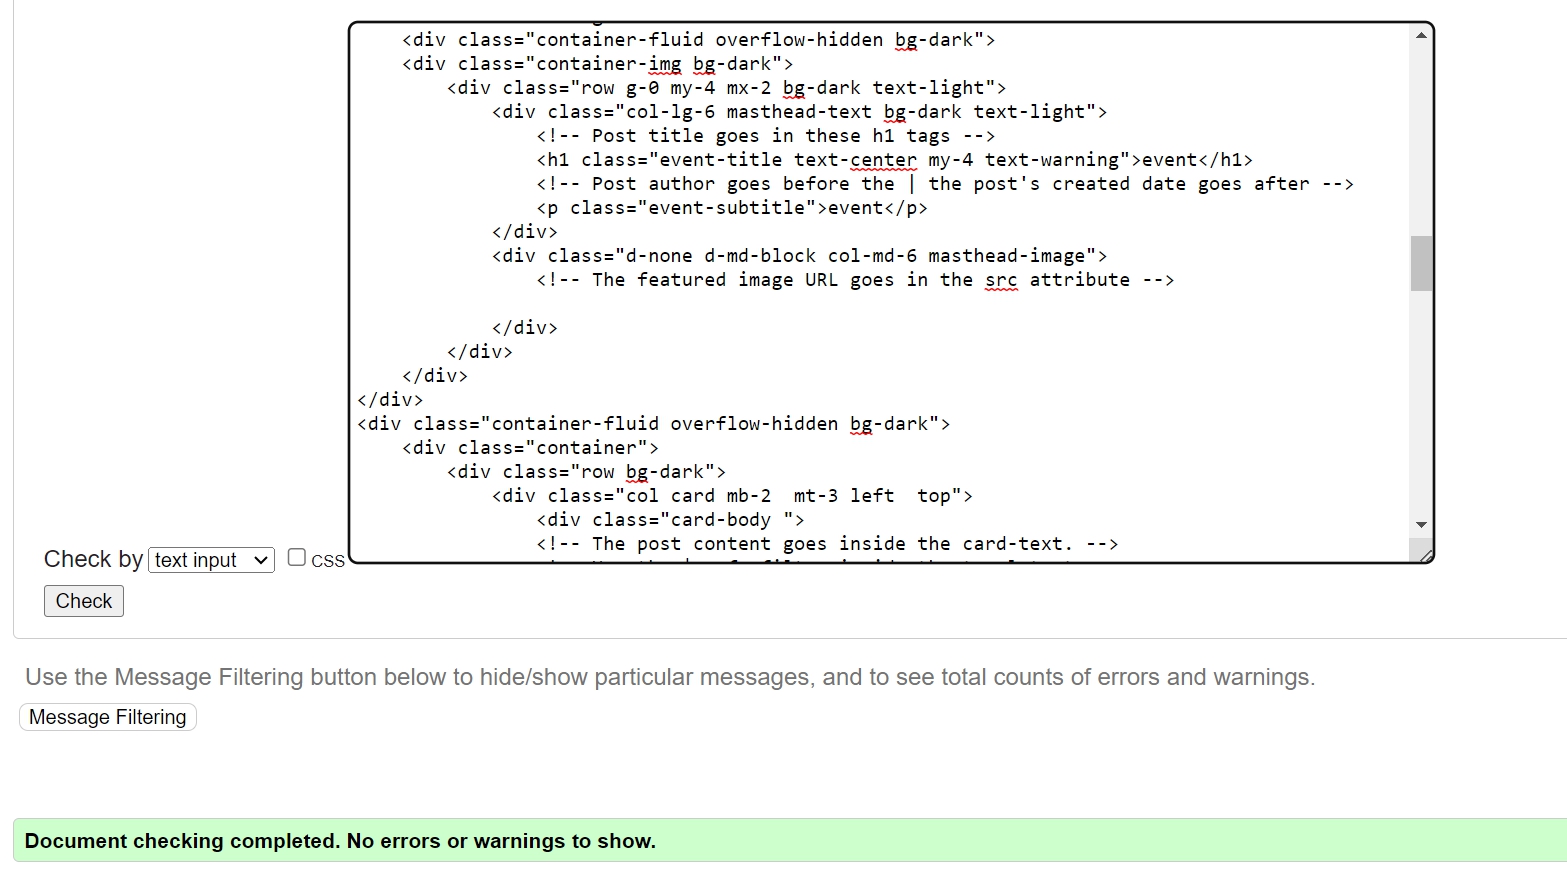 <div class="container-fluid overflow-hidden bg-dark">
<div class="container-img bg-dark">
<div class="row g-0 my-4 mx-2 bg-dark text-light">
<div class="col-lg-6 masthead-text bg-dark text-light">
<!-- Post title goes in these h1 tags -->
<h1 class="event-title text-center my-4 text-warning">event</h1>
<!-- Post author goes before the | the post's created date goes after -->
<p class="event-subtitle">event</p>
</div>
<div class="d-none d-md-block col-md-6 masthead-image">
<!-- The featured image URL goes in the src attribute -->
</div>
</div>
</div>
</div>
<div class="container-fluid overflow-hidden bg-dark">
<div class="container">
<div class="row bg-dark">
<div class="col card mb-2  mt-3 left  top">
<div class="card-body ">
<!-- The post content goes inside the card-text. -->
Check by text input CSS
Check
Use the Message Filtering button below to hide/show particular messages, and to see total counts of errors and warnings.
Message Filtering
Document checking completed. No errors or warnings to show.